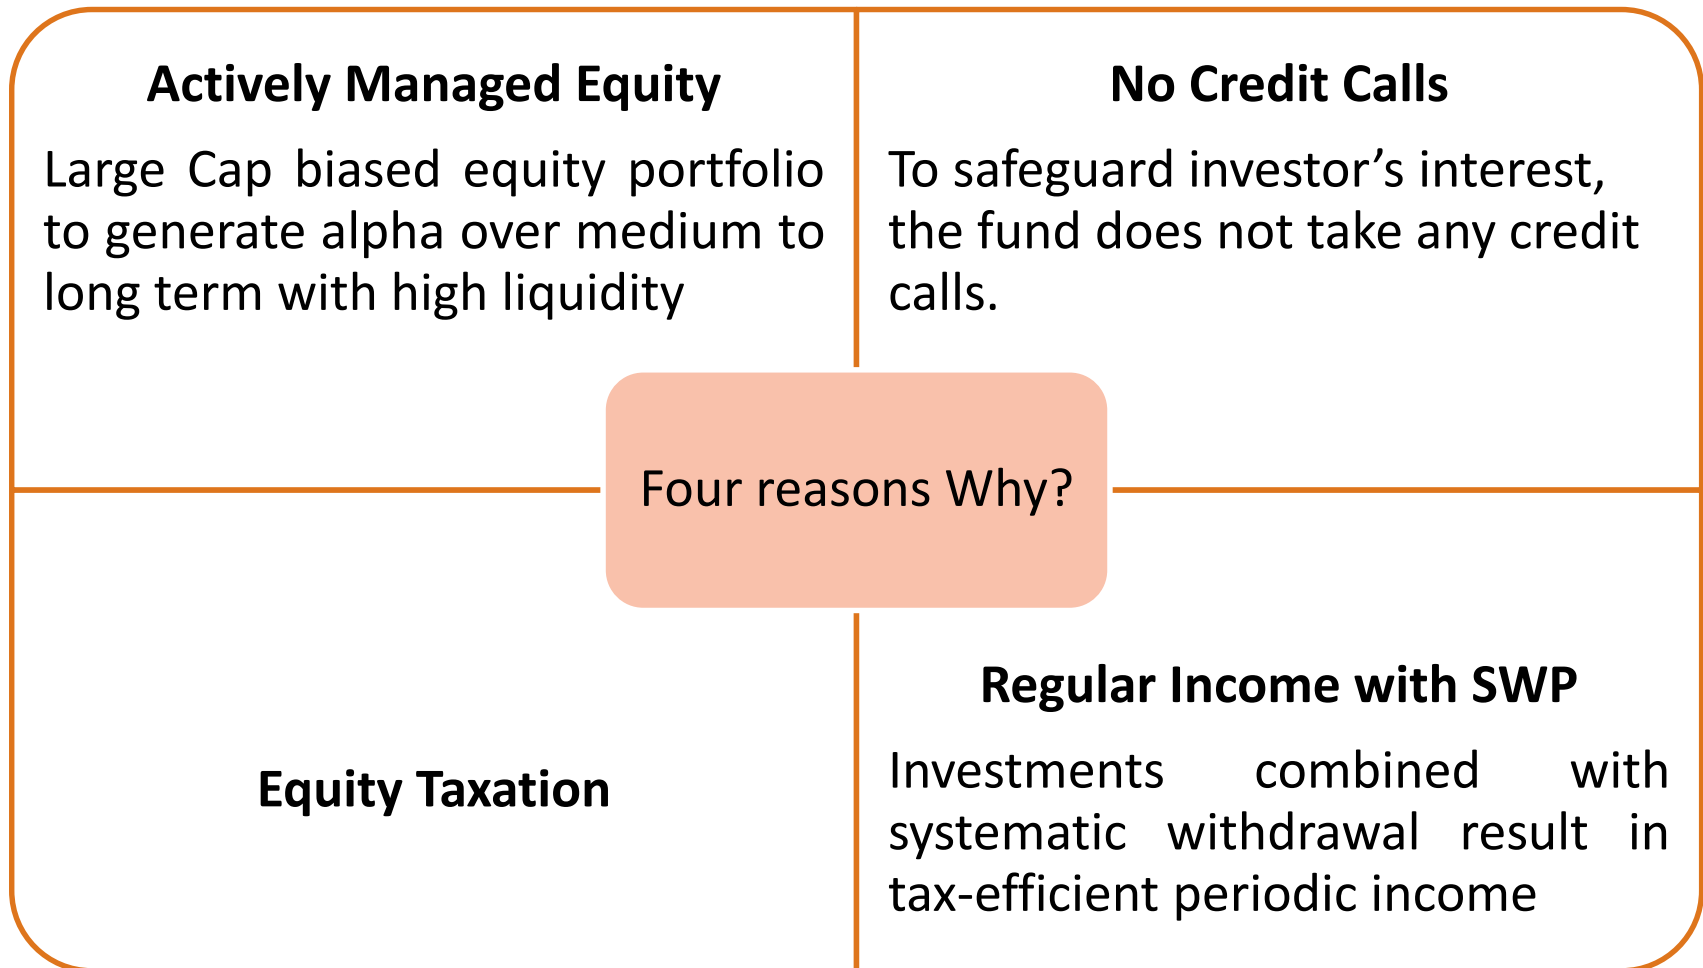 Actively Managed Equity
Large Cap biased equity portfolio
to generate alpha over medium to
long term with high liquidity
No Credit Calls
To safeguard investor’s interest,
the fund does not take any credit
calls.
Four reasons Why?
Equity Taxation
Regular Income with SWP
Investments combined with
systematic withdrawal result in
tax-efficient periodic income